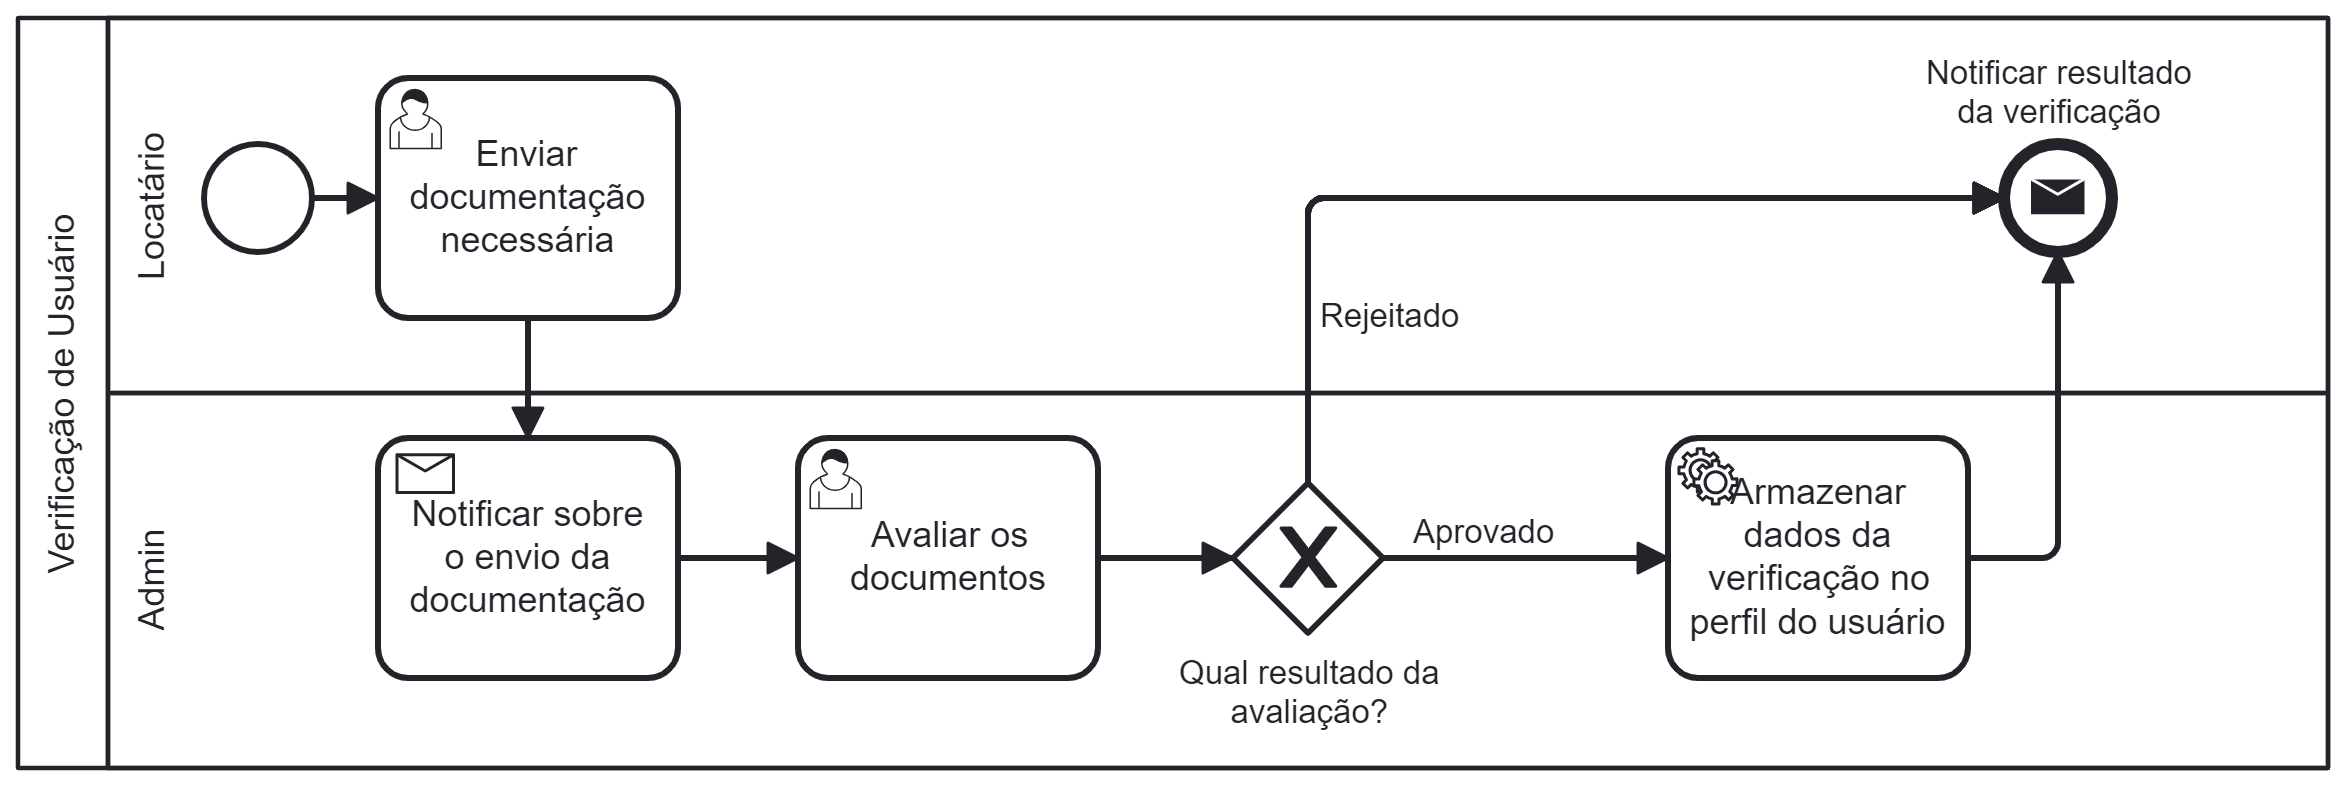 Verificação de Usuário
Locatário
Enviar
documentação
necessária
Notificar resultado
da verificação
Rejeitado
Admin
Notificar sobre
o envio da
documentação
Avaliar os
documentos
Qual resultado da
avaliação?
Aprovado
Armazenar
dados da
verificação no
perfil do usuário